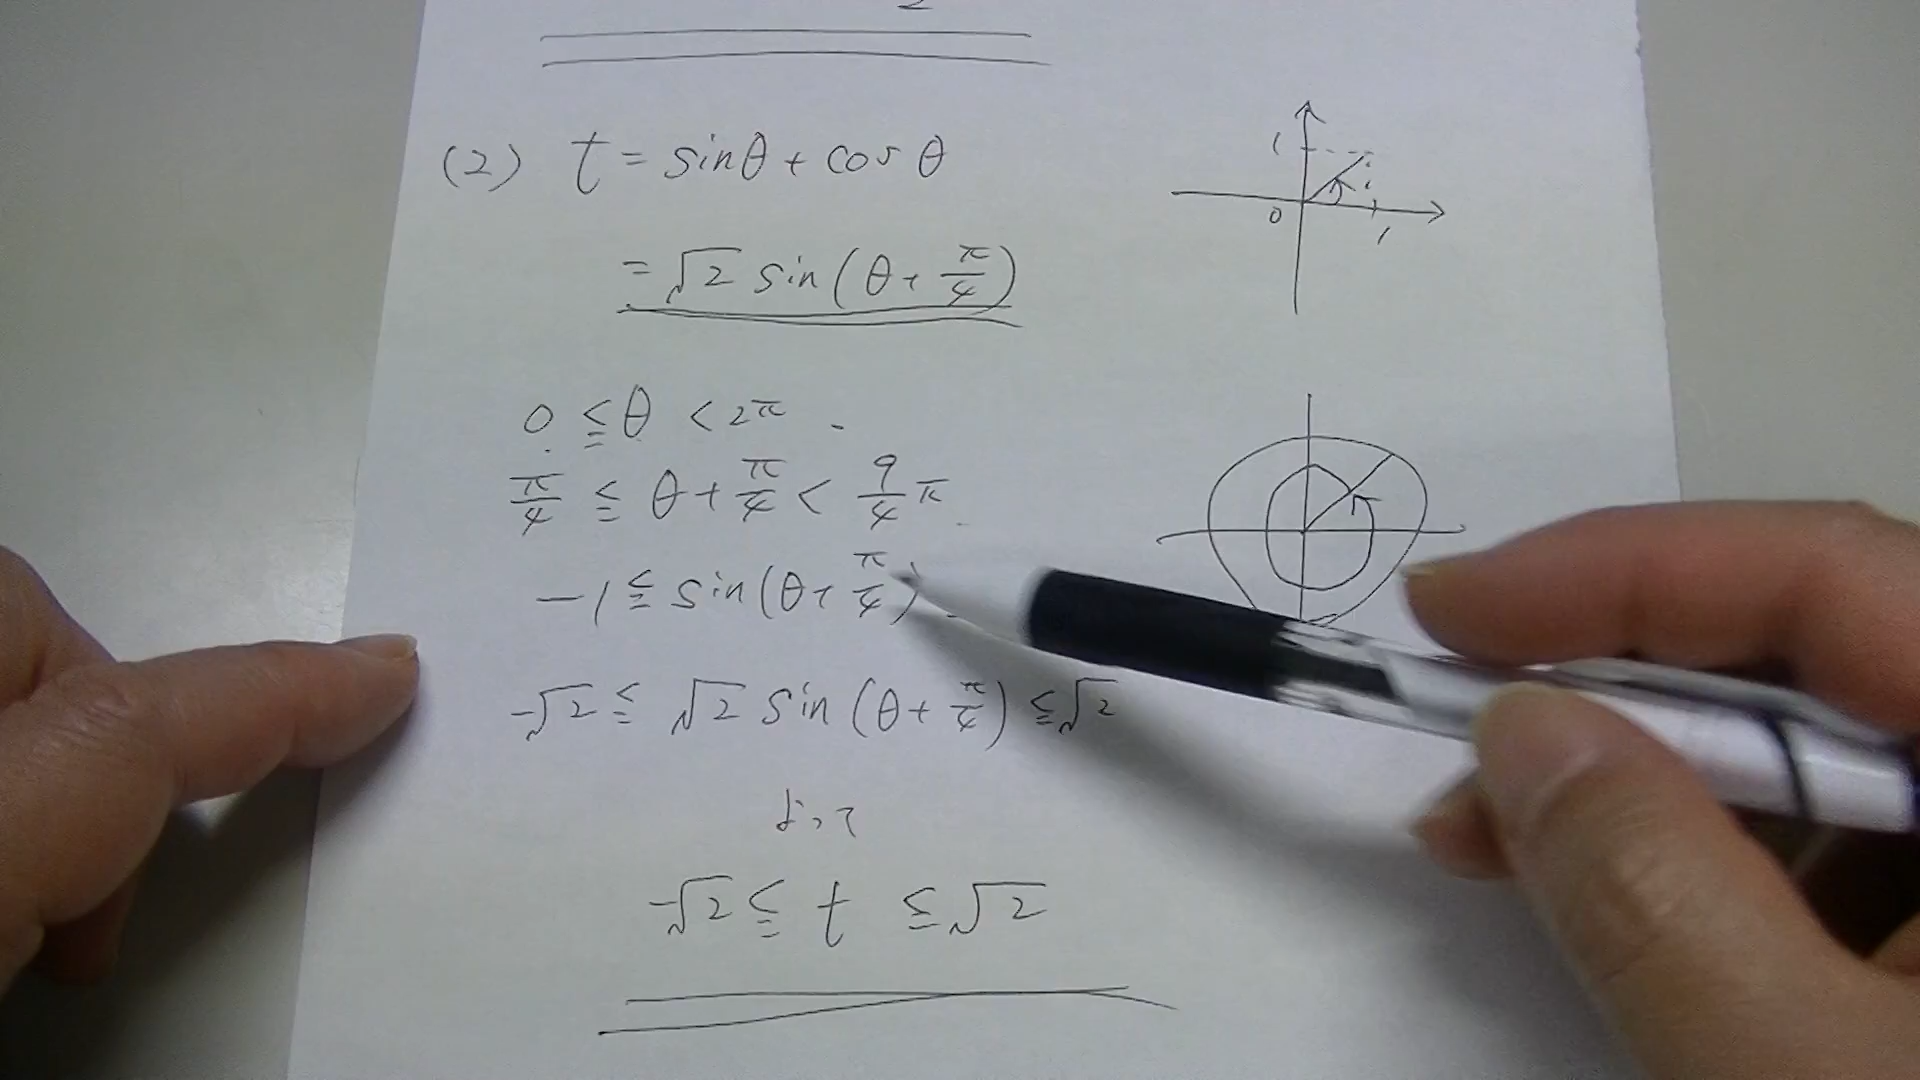 (2) t = sinθ + cosθ
= √2 sin(θ + π/4)
0 ≦ θ < 2π
π/4 ≦ θ + π/4 < 9/4 π
-1 ≦ sin(θ + π/4)
-√2 ≦ √2 sin(θ + π/4) ≦ √2
よって
-√2 ≦ t ≦ √2
1
0
1